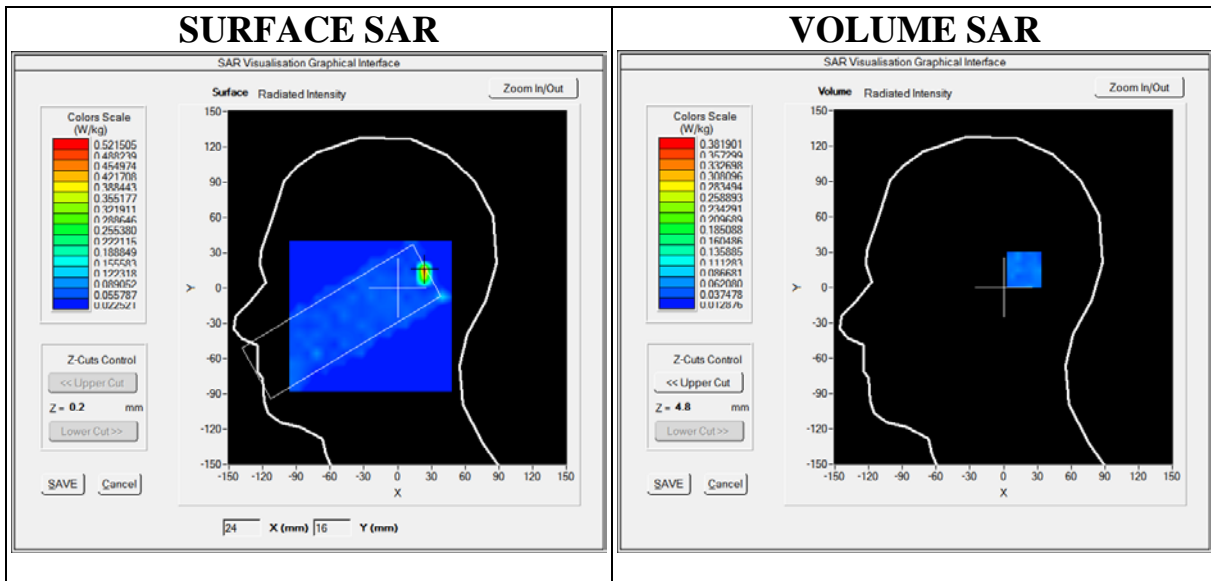 SURFACE SAR
SAR Visualisation Graphical Interface
Surface Radiated Intensity
Zoom In/Out
Colors Scale
(W/kg)
0.521505
0.488239
0.454974
0.421708
0.388443
0.355177
0.321911
0.288646
0.255380
0.222115
0.188849
0.155583
0.122318
0.089052
0.055787
0.022521
Z-Cuts Control
<< Upper Cut
Z = 0.2 mm
Lower Cut >>
SAVE Cancel
150
120
90
60
30
0
-30
-60
-90
-120
-150
Y
-150 -120 -90 -60 -30 0 30 60 90 120 150
X
24 X (mm) 16 Y (mm)
VOLUME SAR
SAR Visualisation Graphical Interface
Volume Radiated Intensity
Zoom In/Out
Colors Scale
(W/kg)
0.381901
0.357299
0.332698
0.308096
0.283494
0.258893
0.234291
0.209689
0.185088
0.160486
0.135885
0.111283
0.086681
0.062080
0.037478
0.012876
Z-Cuts Control
<< Upper Cut
Z = 4.8 mm
Lower Cut >>
SAVE Cancel
150
120
90
60
30
0
-30
-60
-90
-120
-150
Y
-150 -120 -90 -60 -30 0 30 60 90 120 150
X